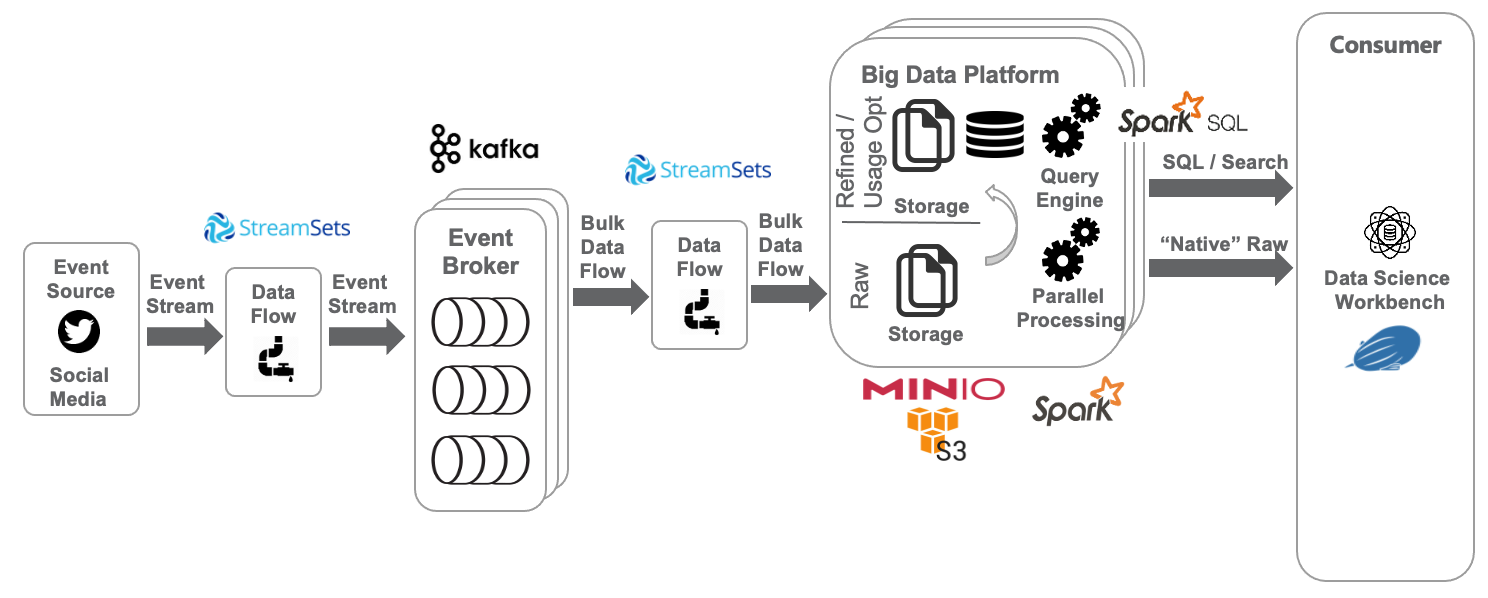 Event
Source
Social
Media
Event
Stream
StreamSets
Data
Flow
Event
Stream
kafka
Event
Broker
Bulk
Data
Flow
StreamSets
Data
Flow
Bulk
Data
Flow
Big Data Platform
Refined /
Usage Opt
Storage
Query
Engine
Raw
Storage
Parallel
Processing
MINIO
S3
Spark
Spark SQL
SQL / Search
“Native” Raw
Consumer
Data Science
Workbench